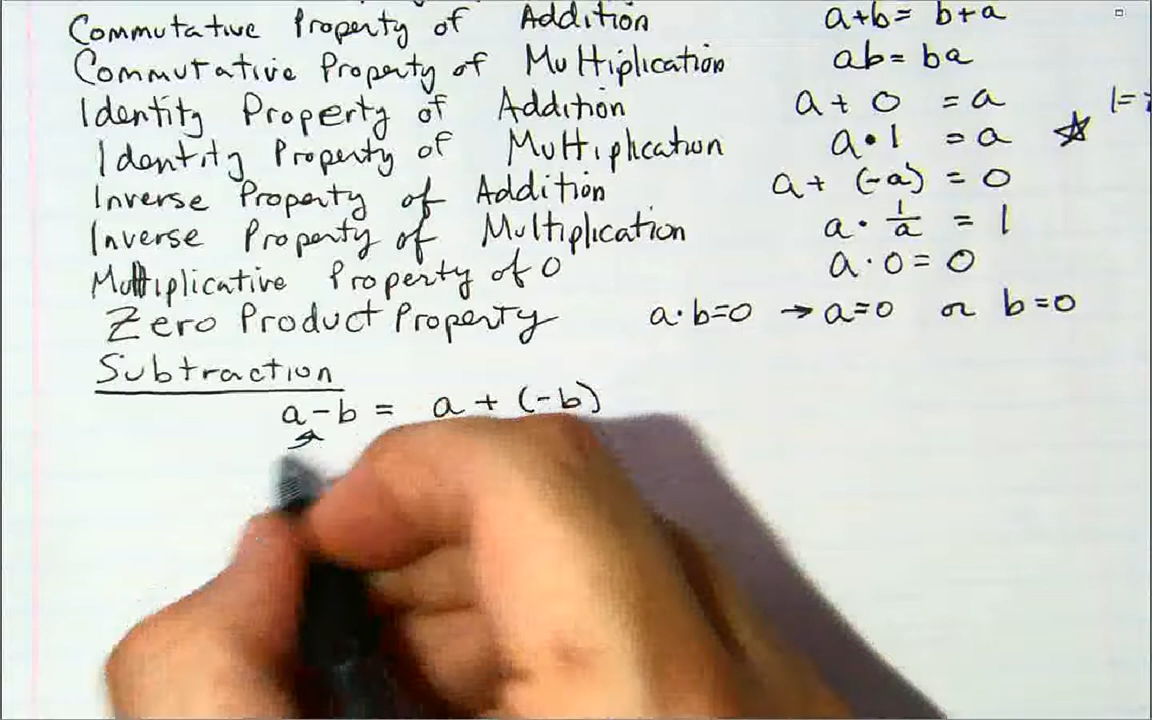 Commutative Property of Addition a+b= b+a
Commutative Property of Multiplication ab= ba
Identity Property of Addition a + 0 = a 1=
Identity Property of Multiplication a•1 = a ☆
Inverse Property of Addition a + (-a) = 0
Inverse Property of Multiplication a • 1/a = 1
Multiplicative Property of 0 a • 0 = 0
Zero Product Property a•b=0 → a=0 or b=0
Subtraction
a-b = a + (-b)